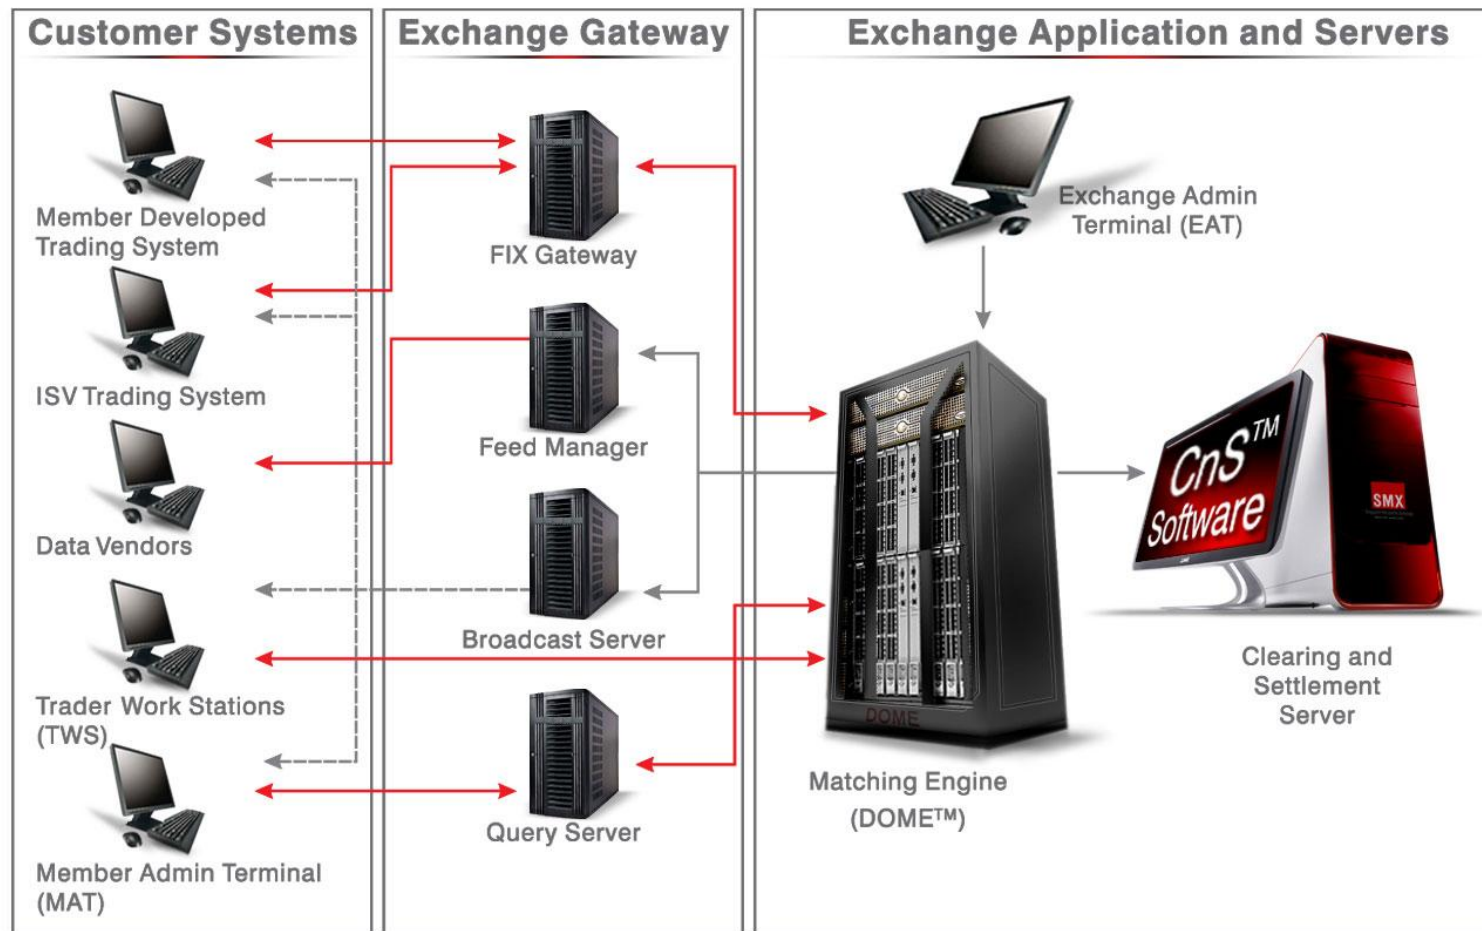 Customer Systems
Exchange Gateway
Exchange Application and Servers
Member Developed
Trading System
ISV Trading System
Data Vendors
Trader Work Stations
(TWS)
Member Admin Terminal
(MAT)
FIX Gateway
Feed Manager
Broadcast Server
Query Server
Exchange Admin
Terminal (EAT)
DOME
Matching Engine
(DOME™)
CnS™
Software
SMX
Clearing and
Settlement
Server